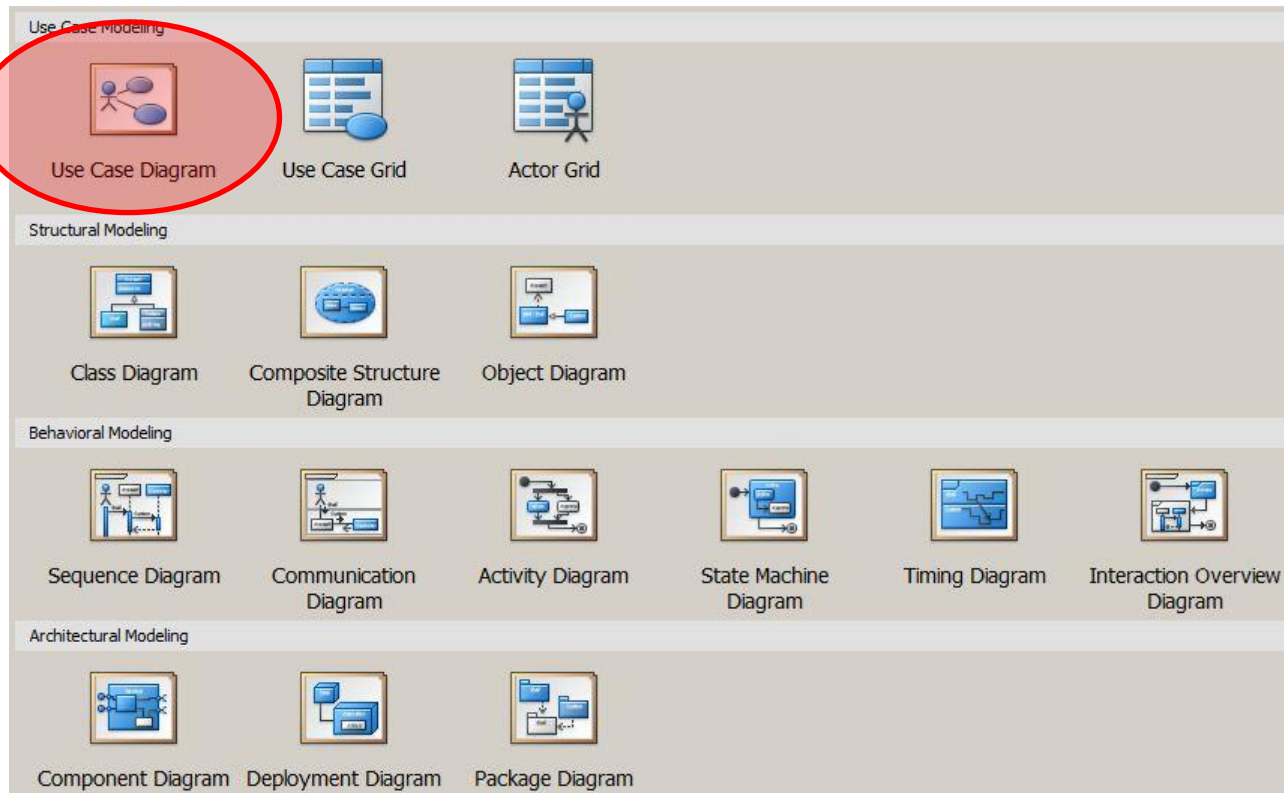 Use Case Modeling
Use Case Diagram
Use Case Grid
Actor Grid
Structural Modeling
Class Diagram
Composite Structure
Diagram
Object Diagram
Behavioral Modeling
Sequence Diagram
Communication
Diagram
Activity Diagram
State Machine
Diagram
Timing Diagram
Interaction Overview
Diagram
Architectural Modeling
Component Diagram
Deployment Diagram
Package Diagram